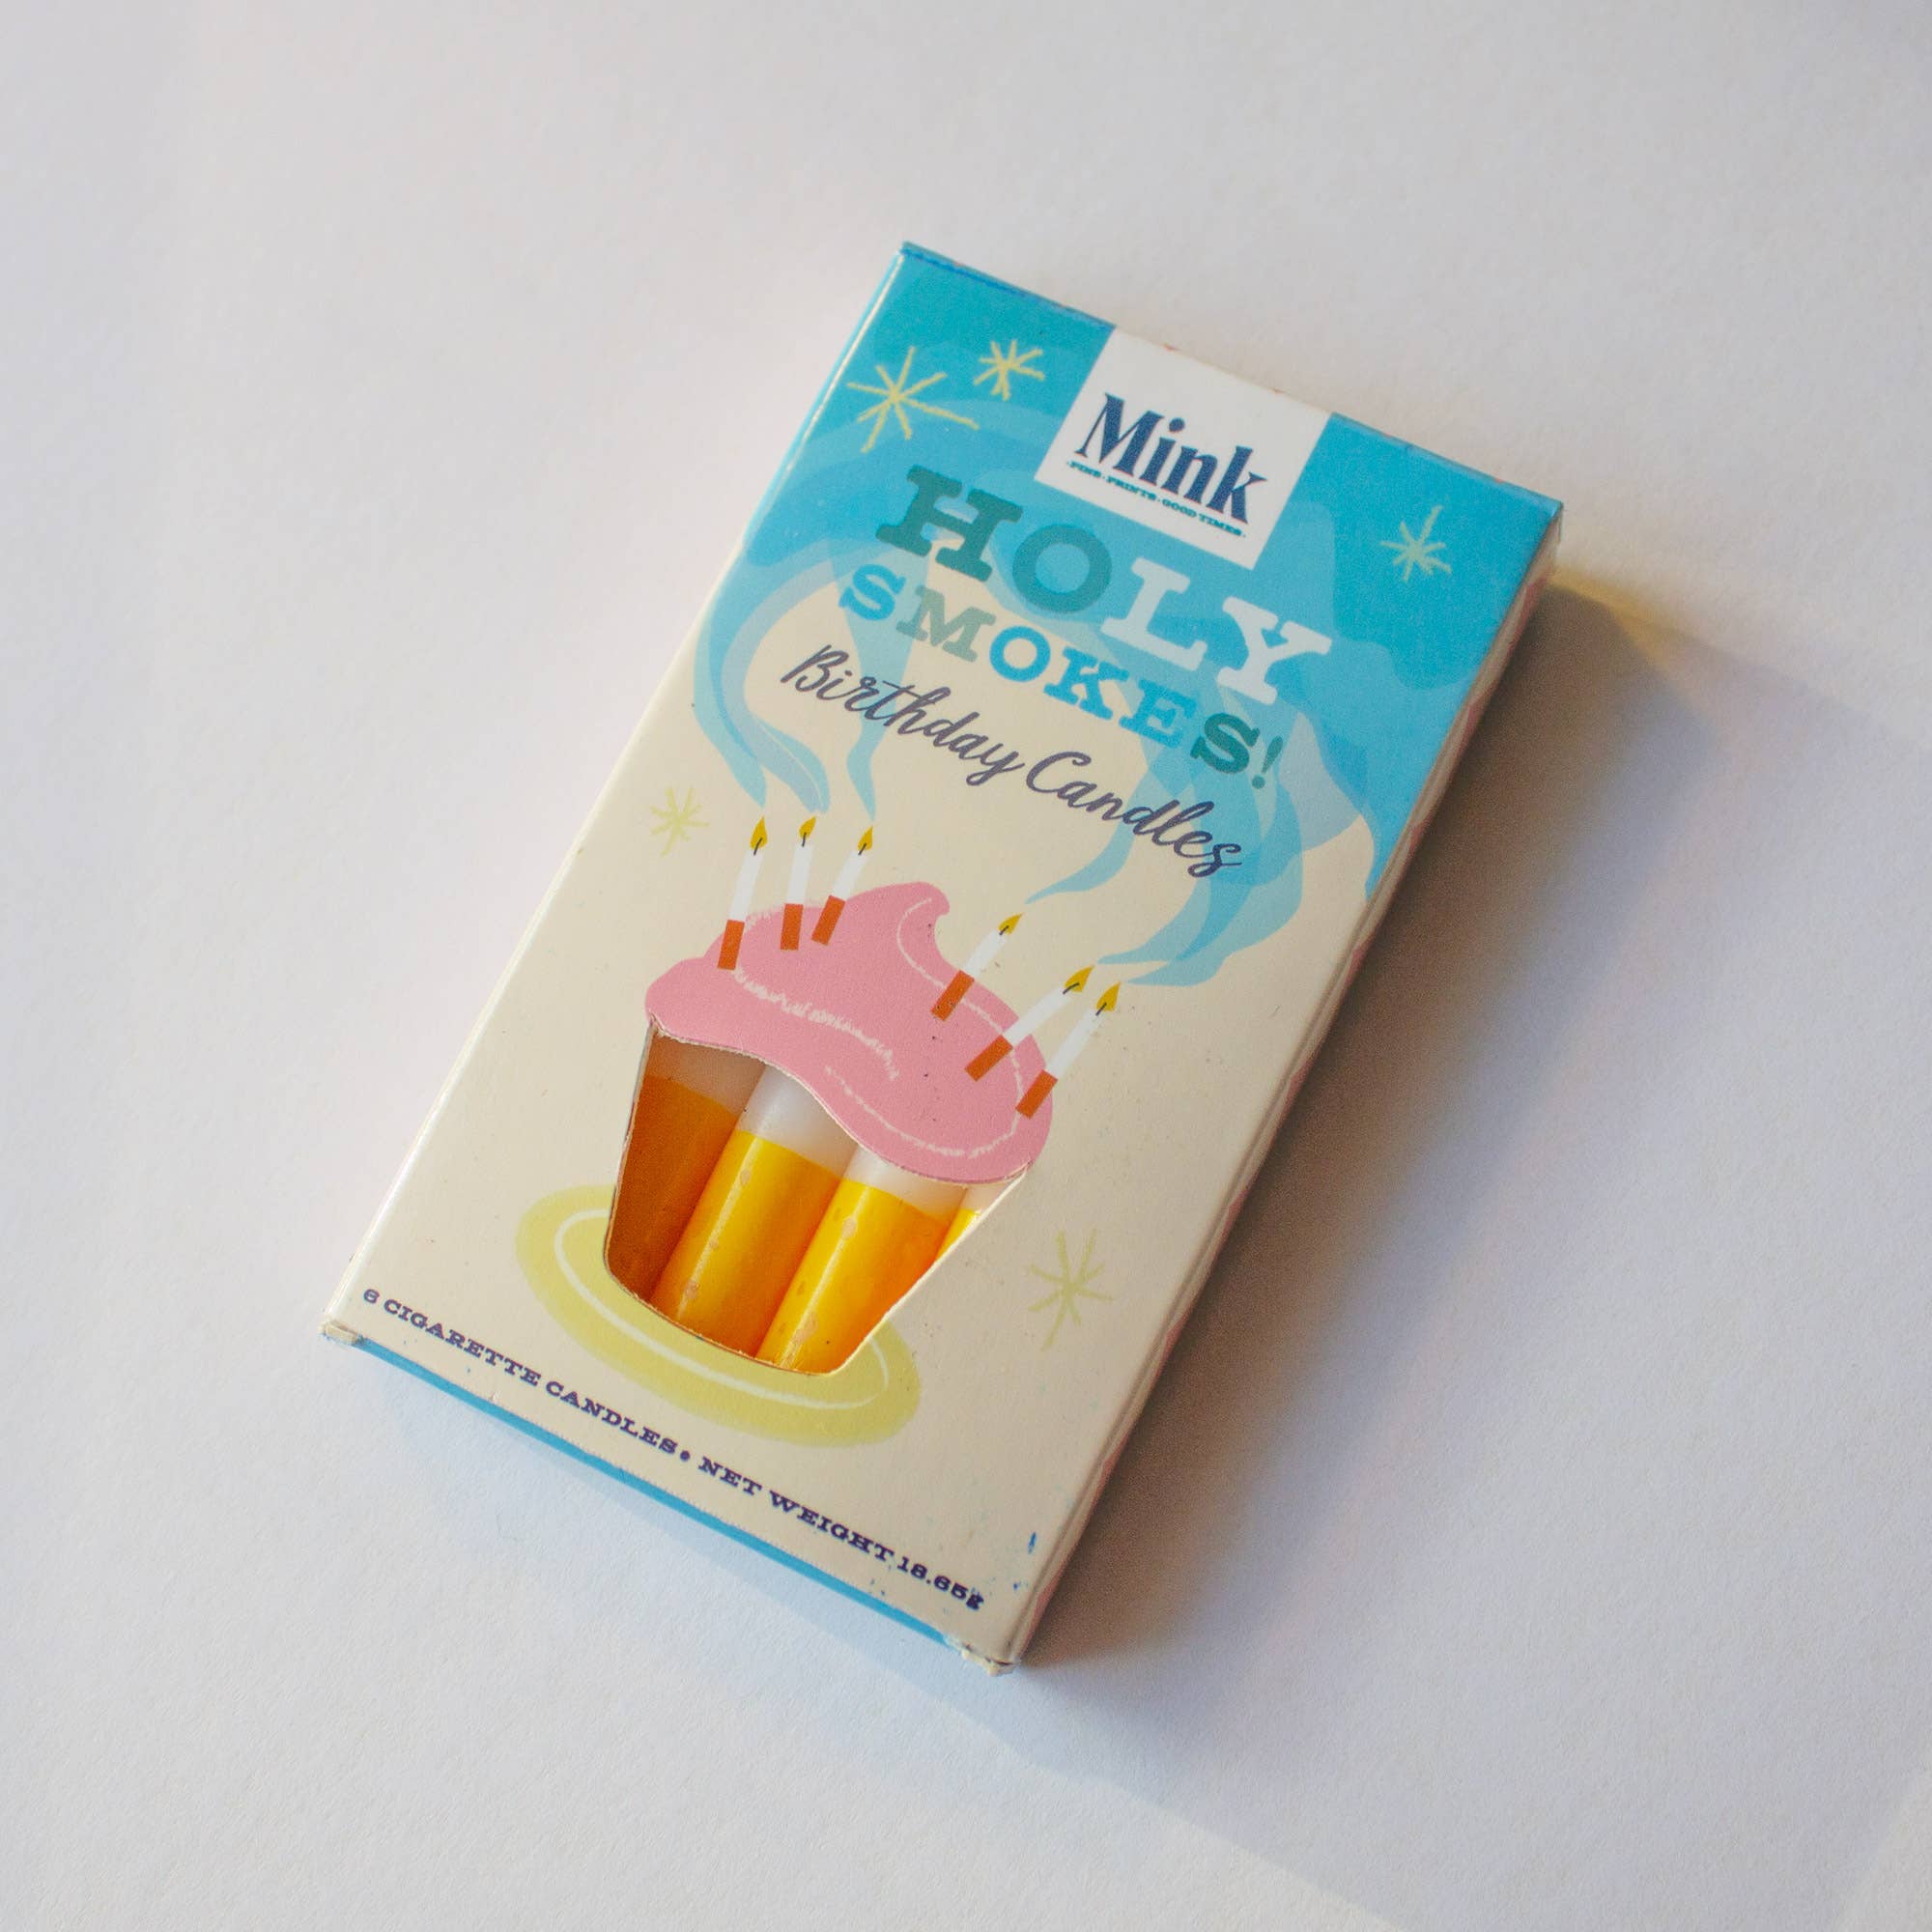 Mink
·FINE·PRINTS·GOOD TIMES·
HOLY
SMOKES!
Birthday Candles
6 CIGARETTE CANDLES • NET WEIGHT 18.65g